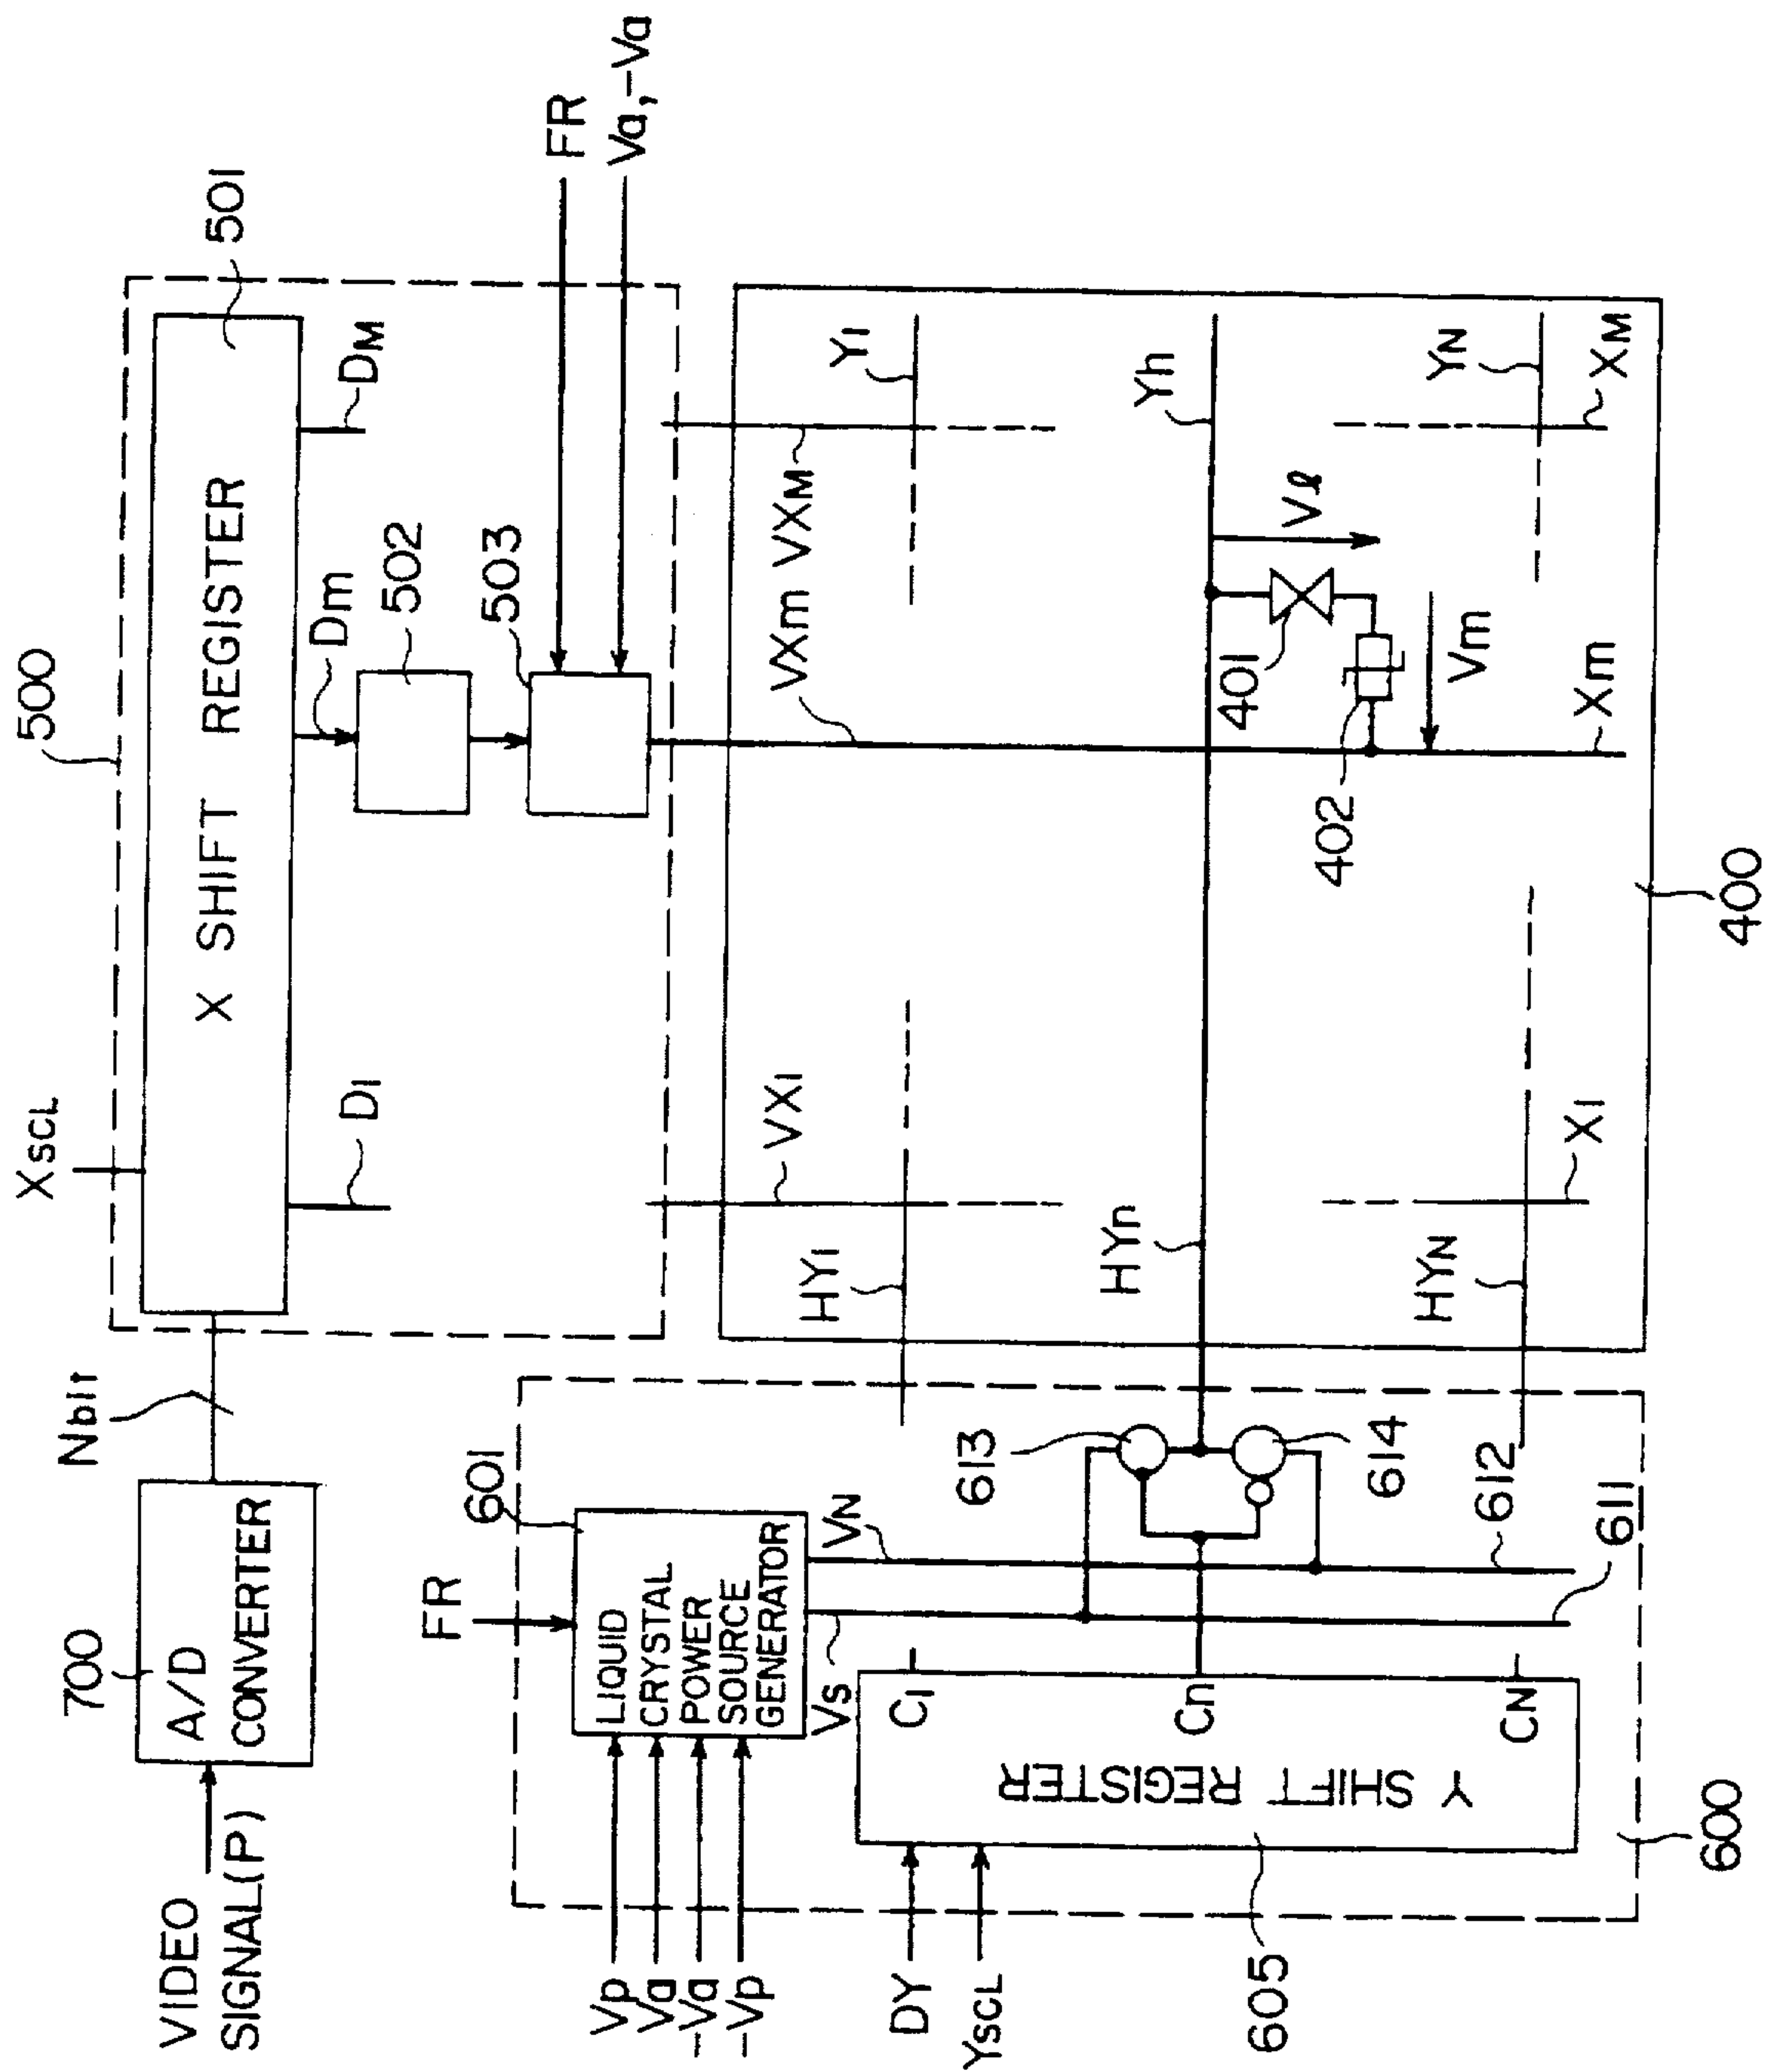 500
501
XSCL
X SHIFT REGISTER
D1
Dm
DM
502
503
FR
Va,-Va
Nbit
700
A/D
CONVERTER
VIDEO
SIGNAL(P)
VX1
VXm
VXM
HY1
Y1
HYn
Yh
HYN
YN
X1
Xm
XM
401
402
Vℓ
Vm
400
FR
601
LIQUID
CRYSTAL
POWER
SOURCE
GENERATOR
Vp
Va
-Va
-Vp
VS
VN
613
614
612
611
C1
Cn
CN
Y SHIFT REGISTER
DY
YSCL
605
600